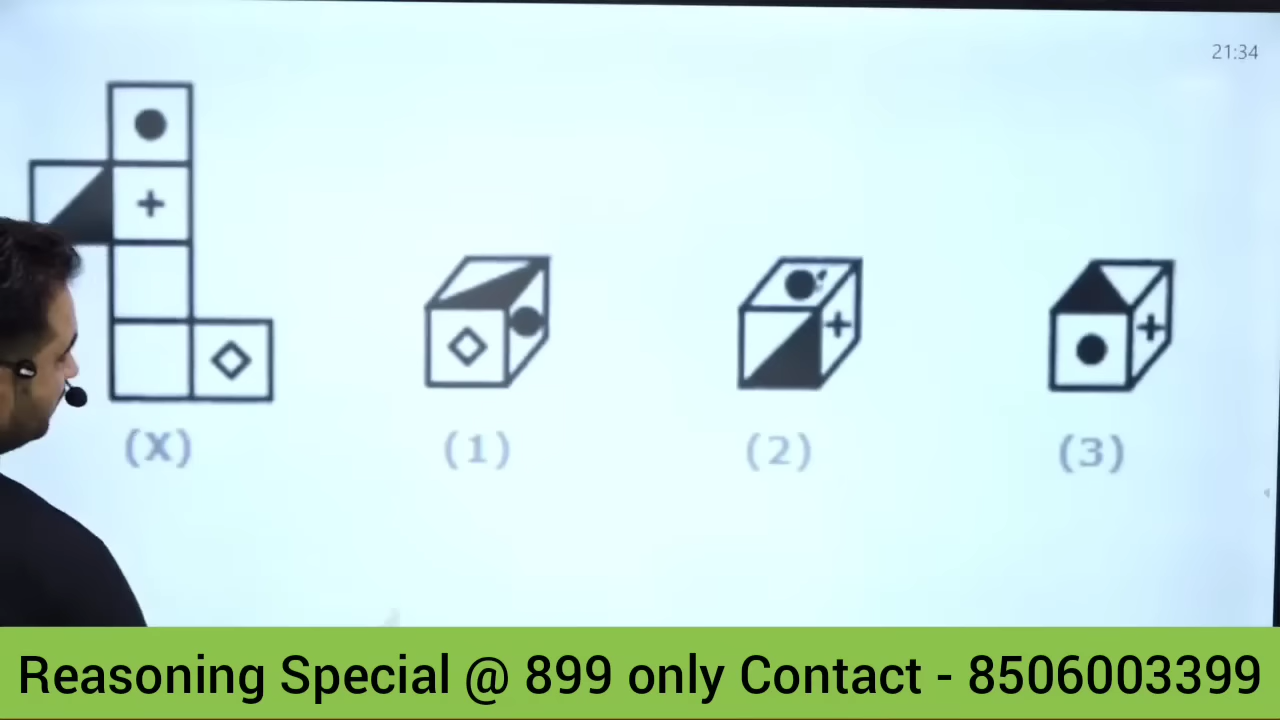 21:34
(X)
(1)
(2)
(3)
Reasoning Special @ 899 only Contact - 8506003399